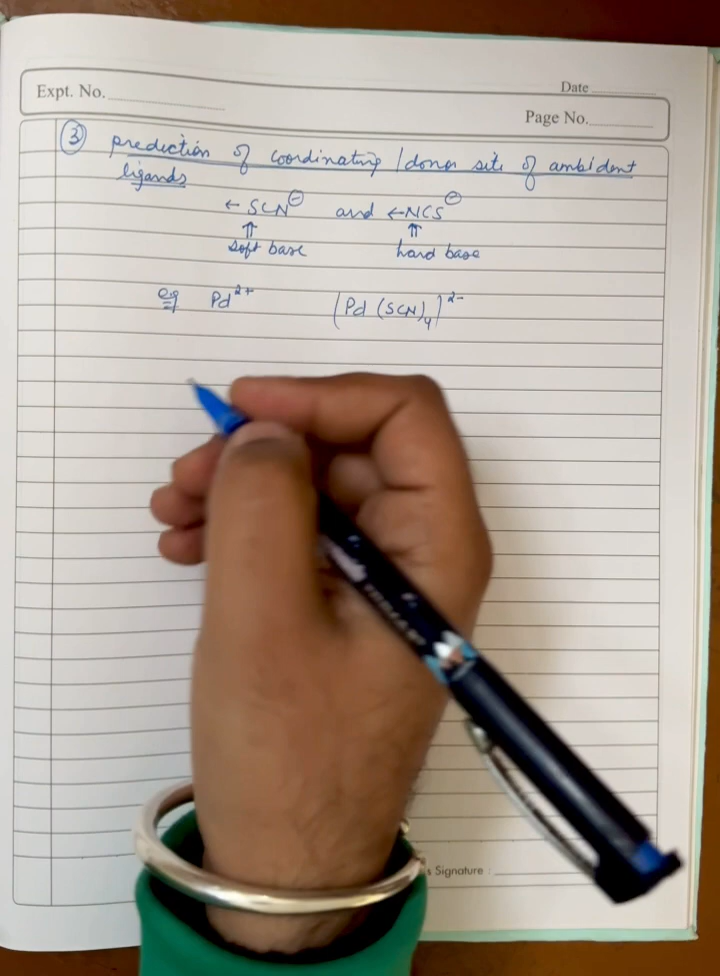 Expt. No.
Date
Page No.
③ prediction of coordinating / donor site of ambident
ligands
← SCN⊖ and ← NCS⊖
⇑ ⇑
soft base hard base
eg Pd²⁺ [Pd (SCN)₄]²⁻
s Signature :